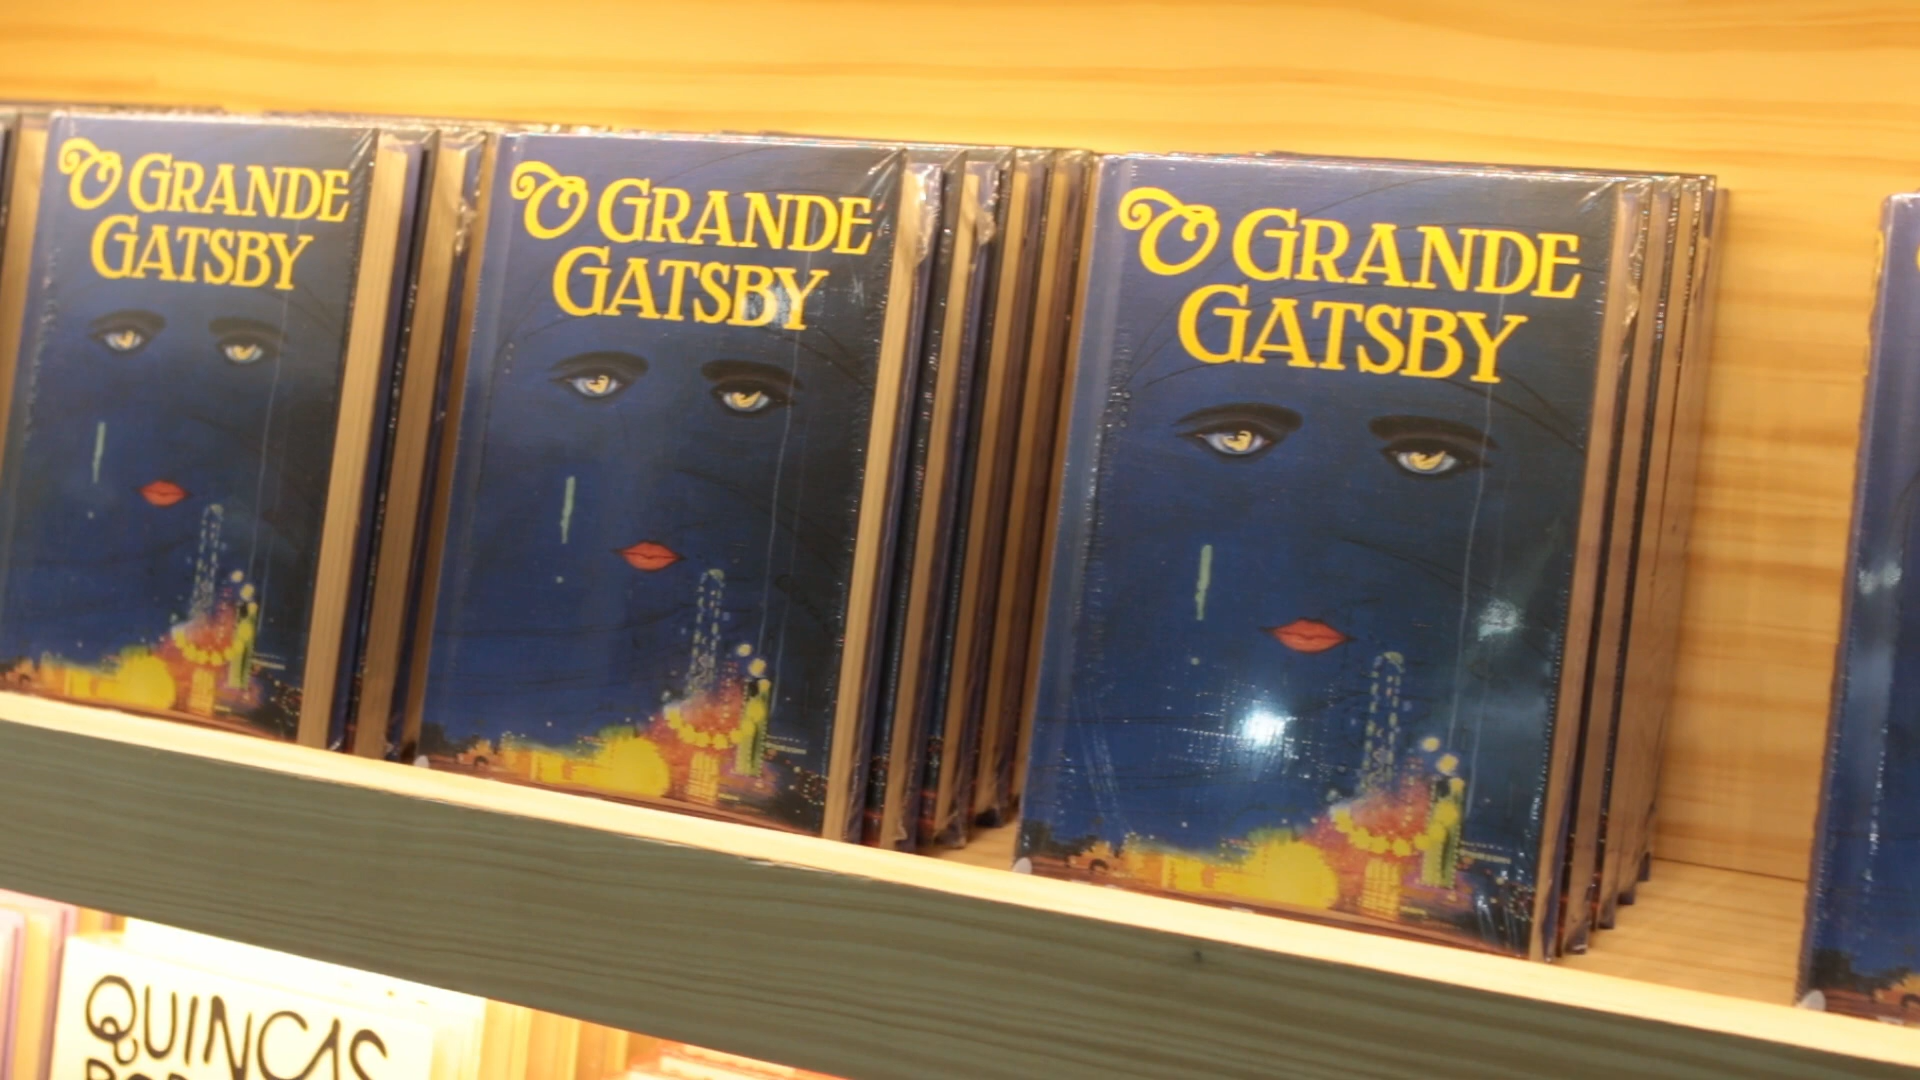 O GRANDE
GATSBY
O GRANDE
GATSBY
O GRANDE
GATSBY
QUINCAS